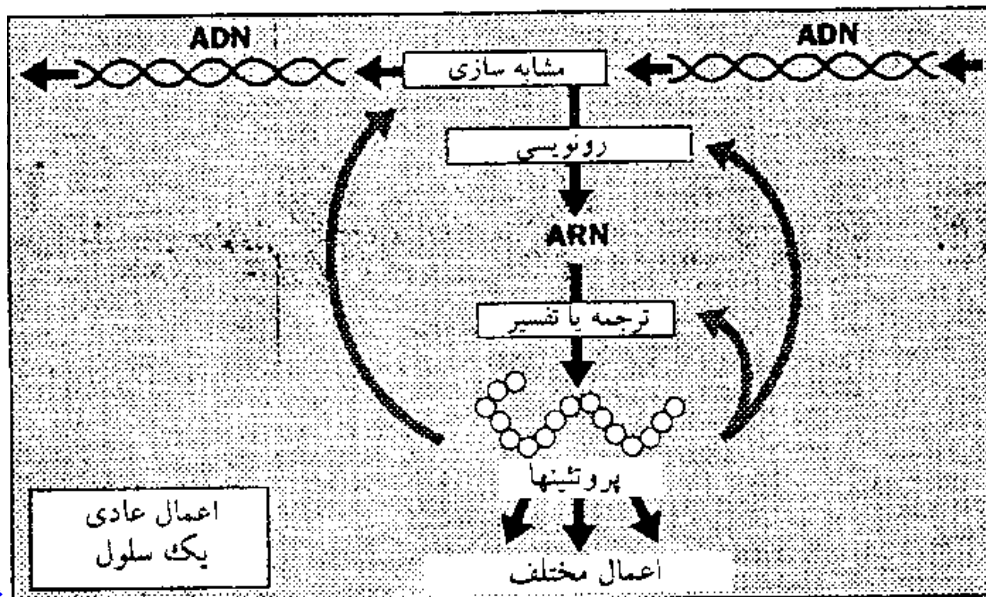 ADN
ADN
مشابه سازی
رونویسی
ARN
ترجمه یا تفسیر
پروتئینها
اعمال مختلف
اعمال عادی
یک سلول